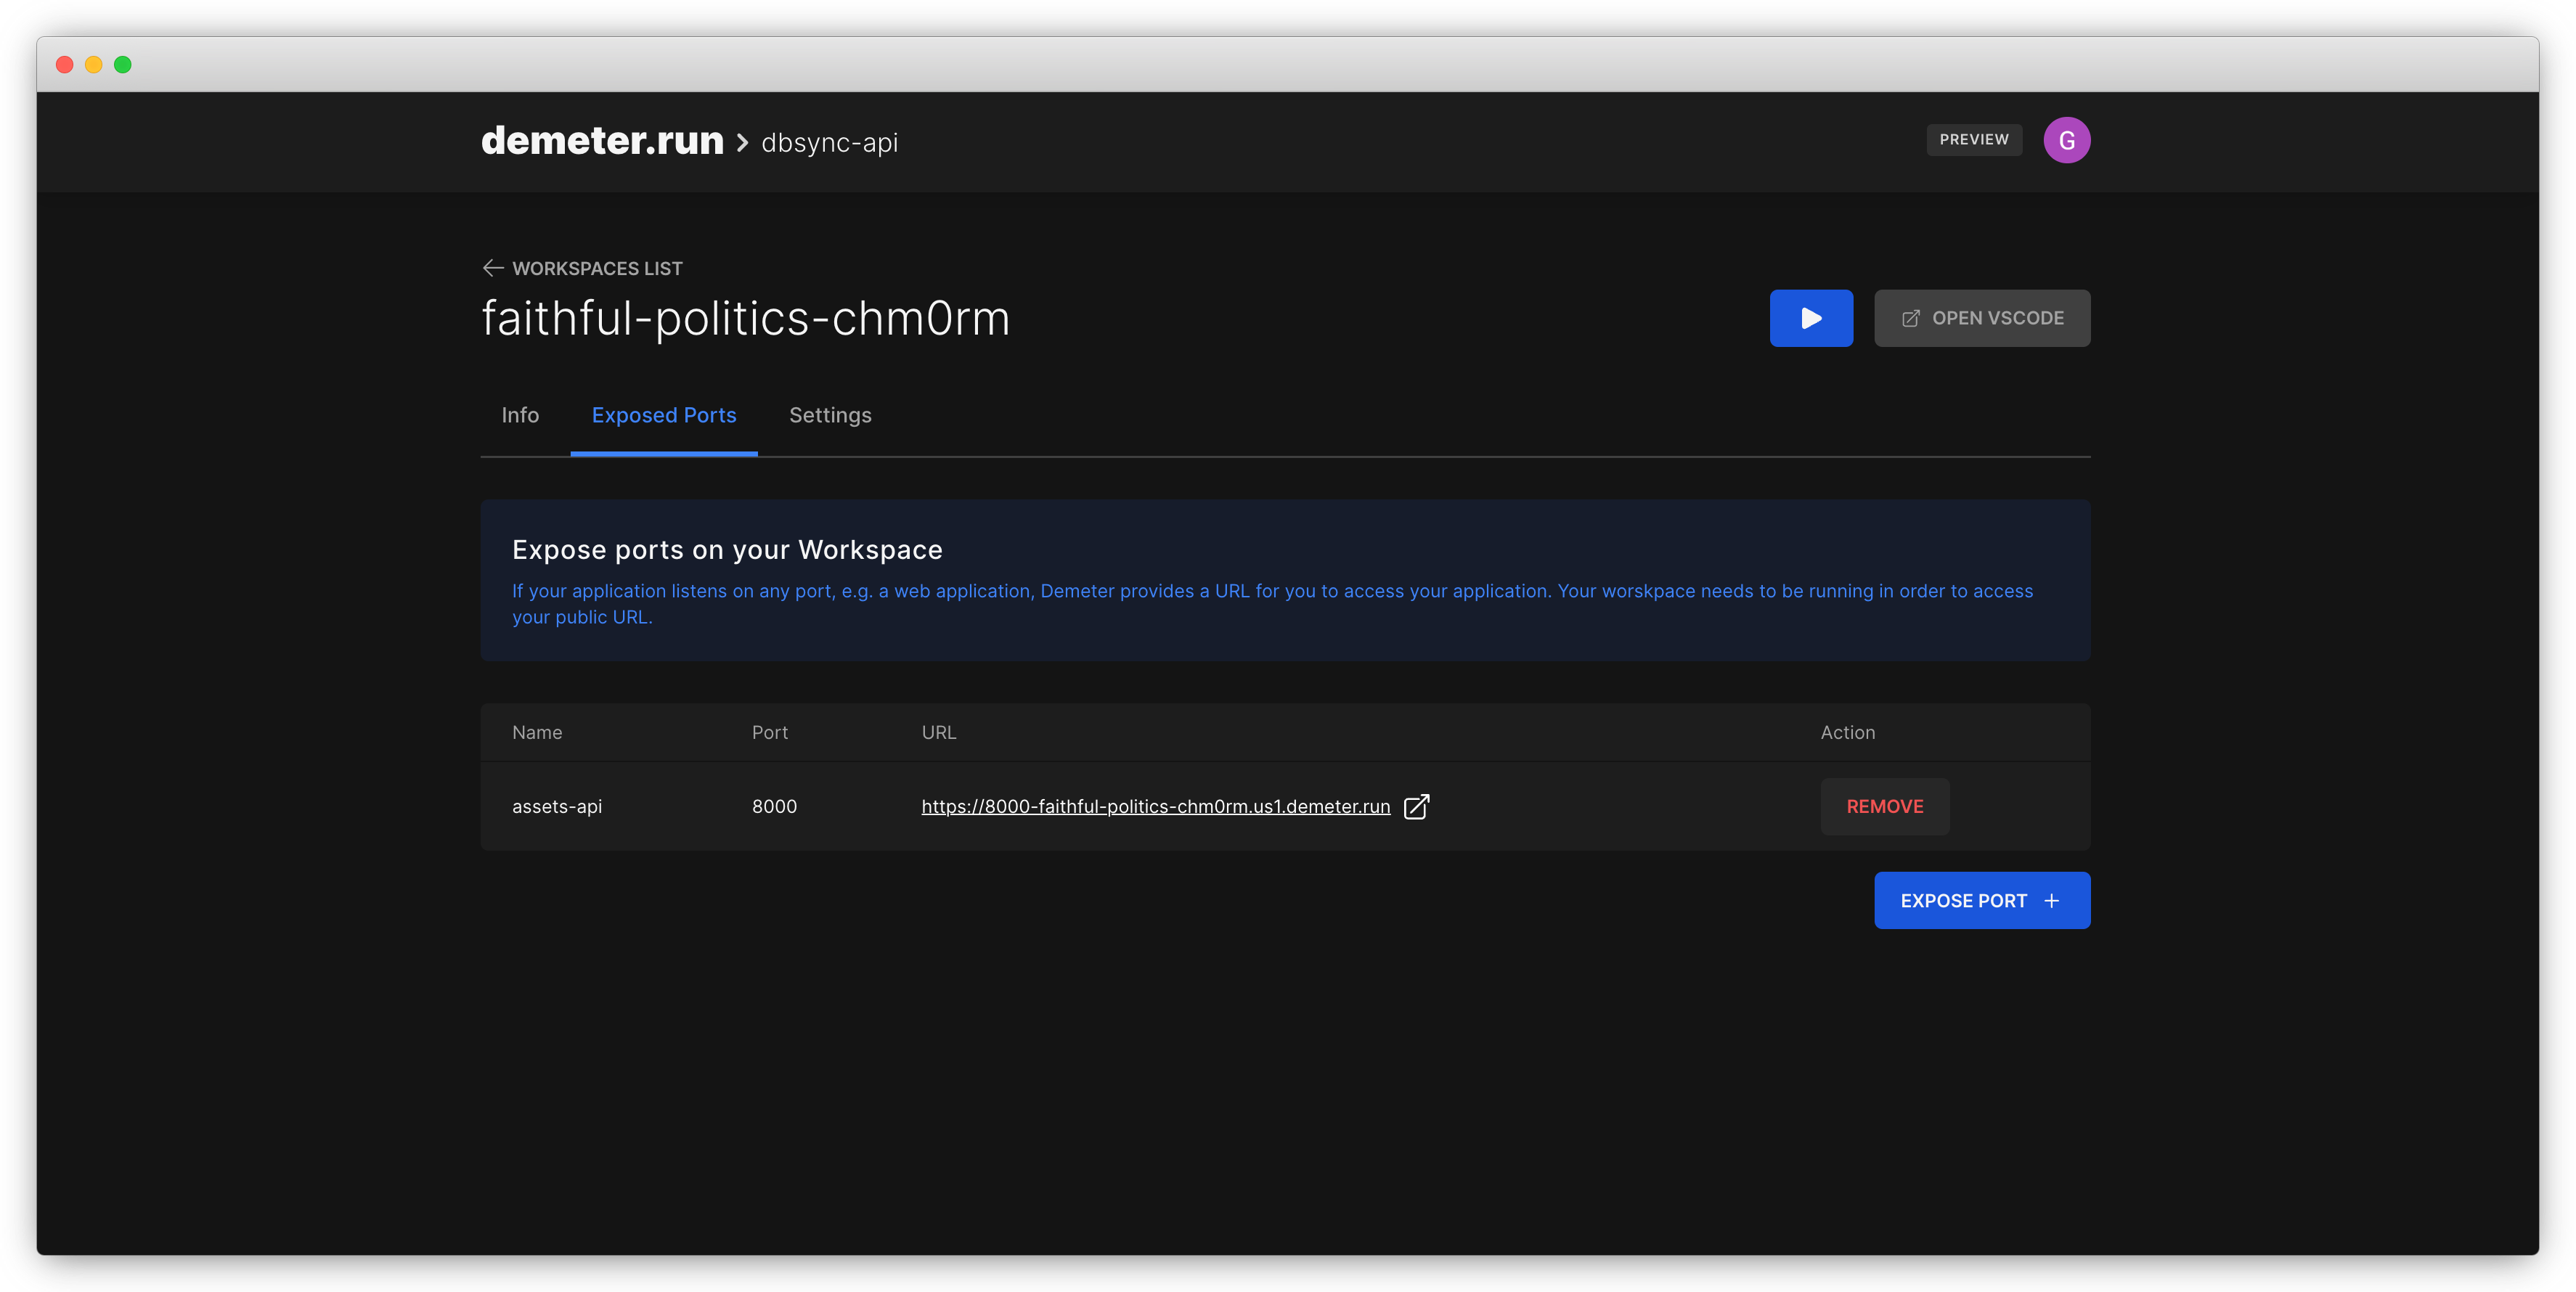 demeter.run > dbsync-api
PREVIEW
G
WORKSPACES LIST
faithful-politics-chm0rm
OPEN VSCODE
Info
Exposed Ports
Settings
Expose ports on your Workspace
If your application listens on any port, e.g. a web application, Demeter provides a URL for you to access your application. Your worskpace needs to be running in order to access
your public URL.
Name Port URL Action
assets-api 8000 https://8000-faithful-politics-chm0rm.us1.demeter.run REMOVE
EXPOSE PORT +